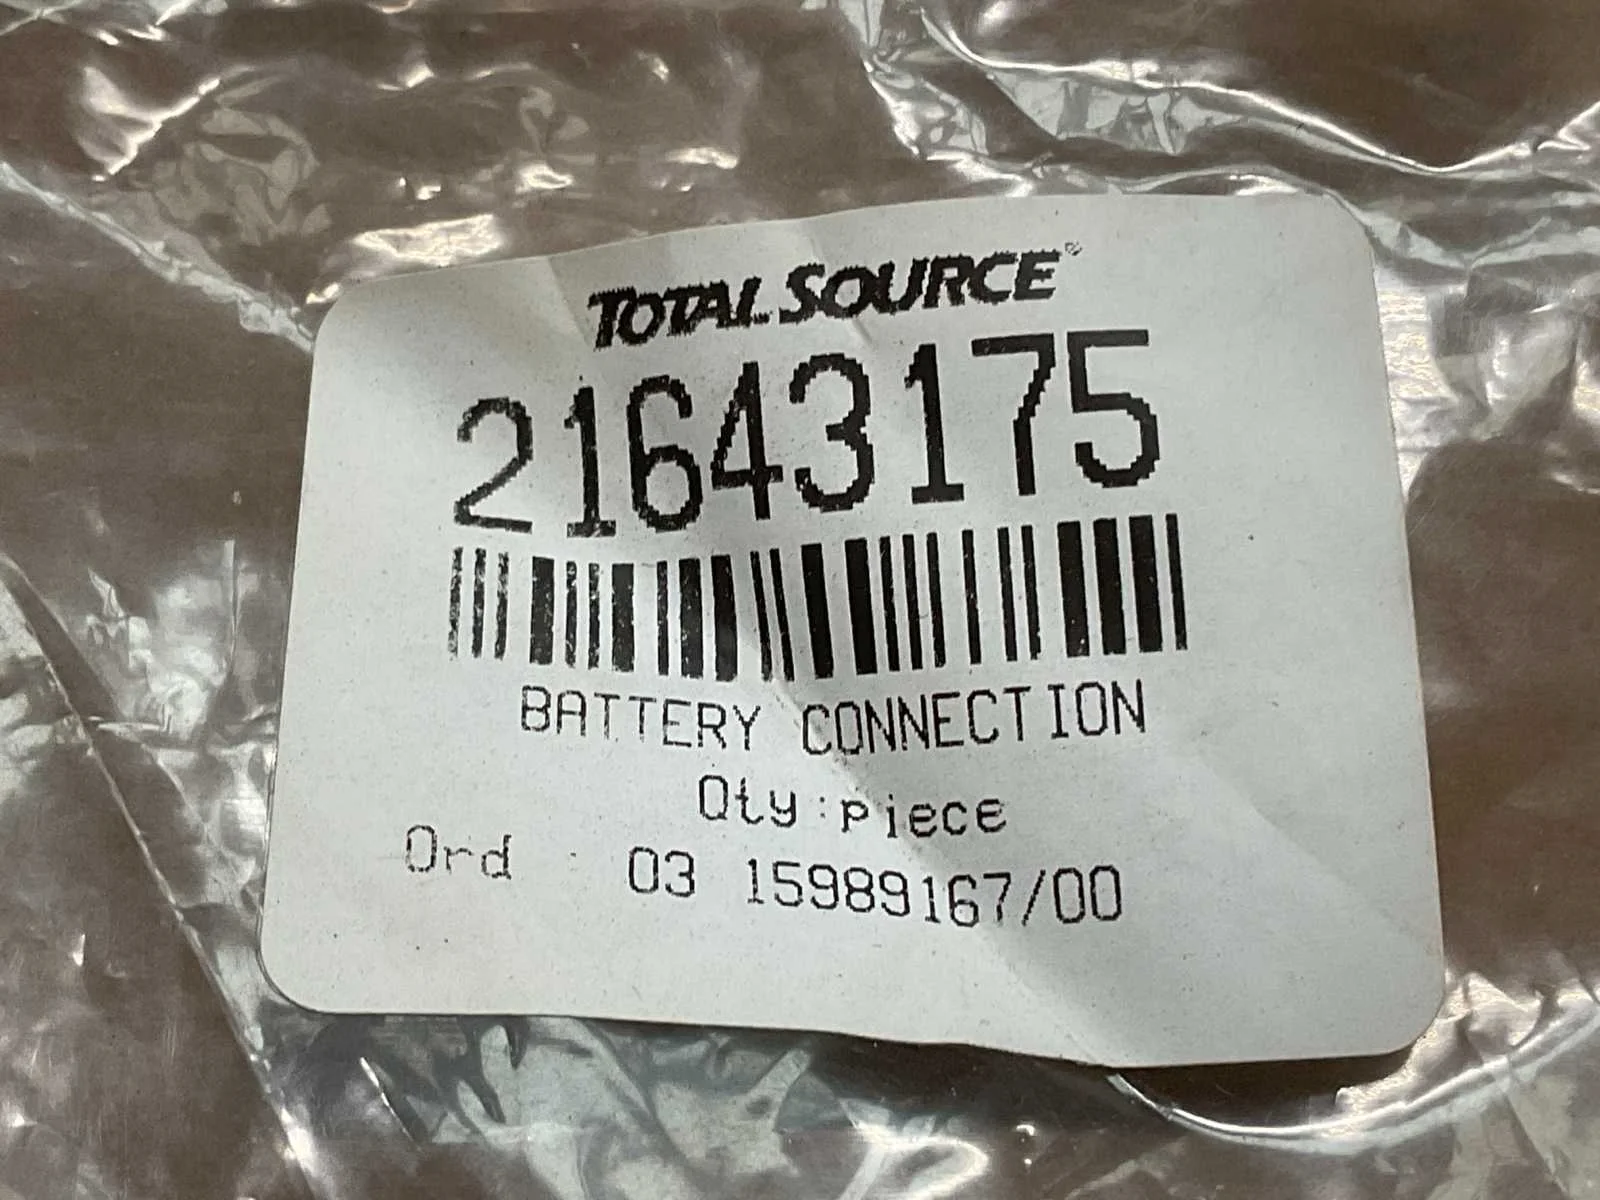 TOTAL SOURCE®
21643175
BATTERY CONNECTION
Qty:piece
Ord : 03 15989167/00